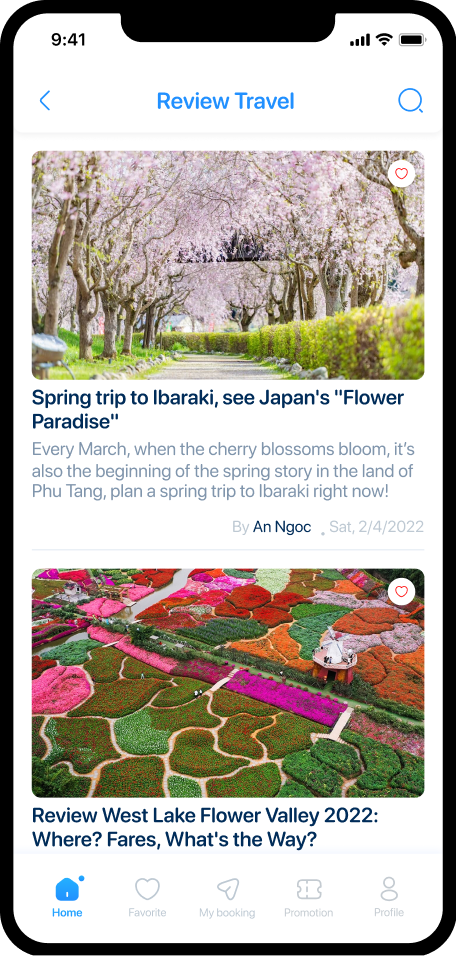 9:41
Review Travel
Spring trip to Ibaraki, see Japan's "Flower
Paradise"
Every March, when the cherry blossoms bloom, it’s
also the beginning of the spring story in the land of
Phu Tang, plan a spring trip to Ibaraki right now!
By An Ngoc . Sat, 2/4/2022
Review West Lake Flower Valley 2022:
Where? Fares, What's the Way?
Home Favorite My booking Promotion Profile